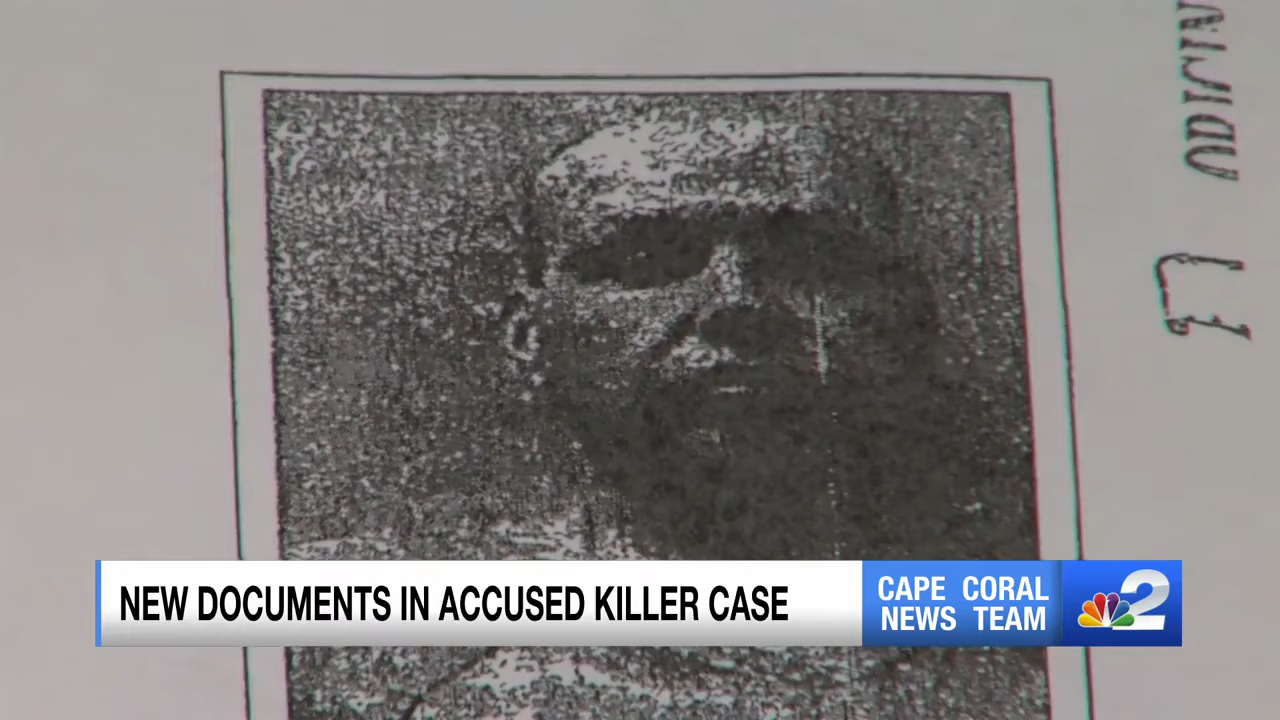 NEW DOCUMENTS IN ACCUSED KILLER CASE
CAPE CORAL
NEWS TEAM
2